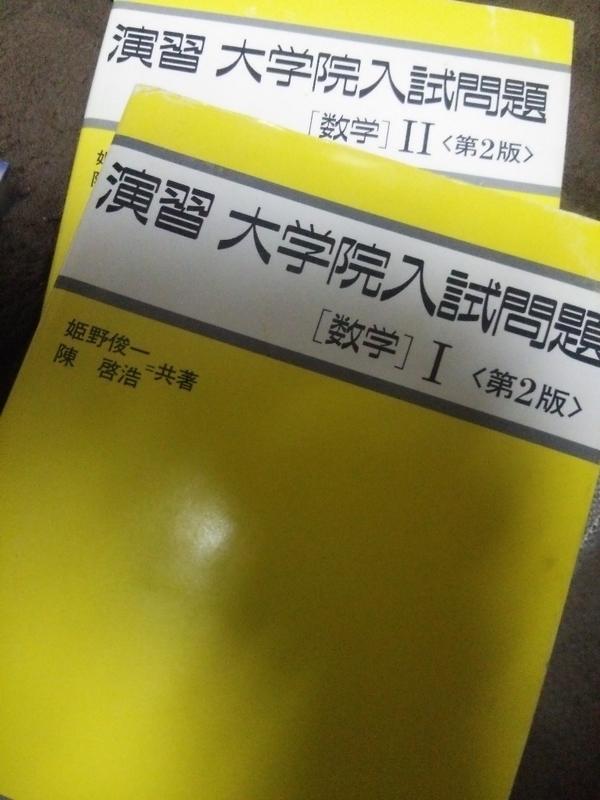 演習 大学院入試問題
[数学] II〈第2版〉
演習 大学院入試問題
[数学] I〈第2版〉
姫野俊一
陳 啓浩 =共著